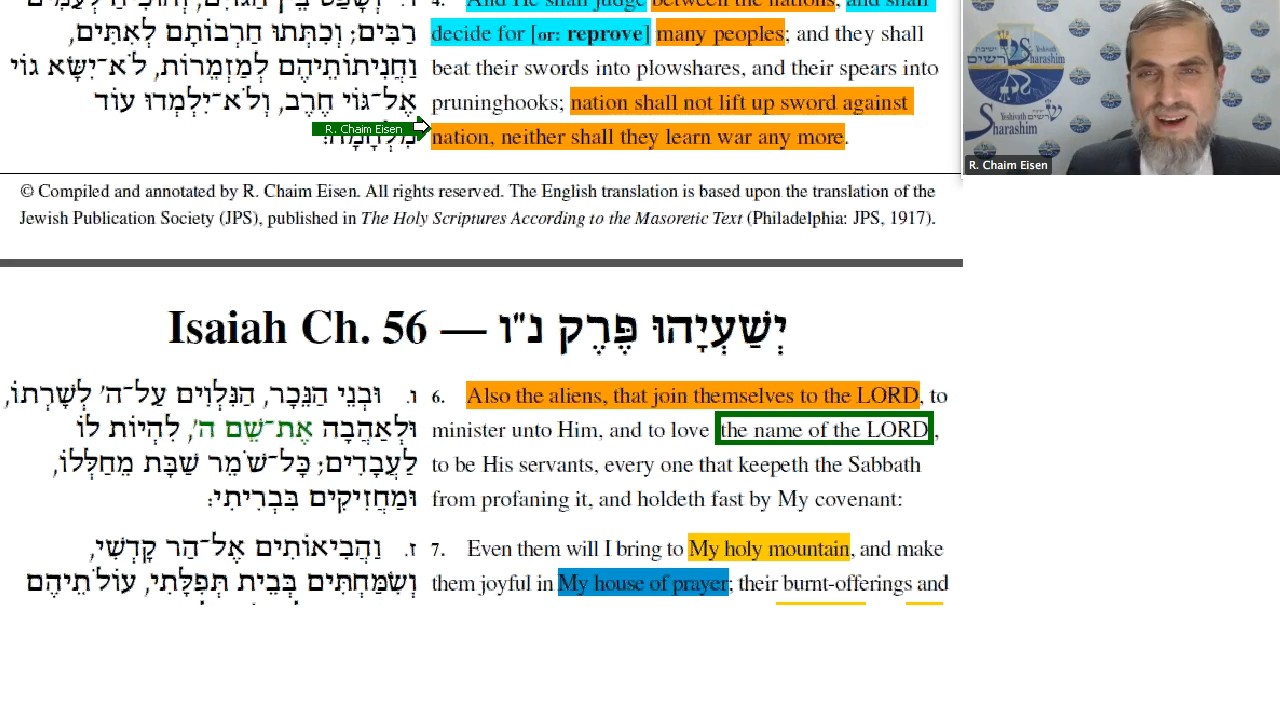 ד. וְשָׁפַט בֵּין הַגּוֹיִם, וְהוֹכִיחַ לְעַמִּים
רַבִּים; וְכִתְּתוּ חַרְבוֹתָם לְאִתִּים,
וַחֲנִיתוֹתֵיהֶם לְמַזְמֵרוֹת, לֹא־יִשָּׂא גוֹי
אֶל־גּוֹי חֶרֶב, וְלֹא־יִלְמְדוּ עוֹד
מִלְחָמָה:
R. Chaim Eisen
4. And He shall judge between the nations, and shall
decide for [or: reprove] many peoples; and they shall
beat their swords into plowshares, and their spears into
pruninghooks; nation shall not lift up sword against
nation, neither shall they learn war any more.
© Compiled and annotated by R. Chaim Eisen. All rights reserved. The English translation is based upon the translation of the
Jewish Publication Society (JPS), published in The Holy Scriptures According to the Masoretic Text (Philadelphia: JPS, 1917).
Isaiah Ch. 56 — יְשַׁעְיָהוּ פֶּרֶק נ"ו
ו. וּבְנֵי הַנֵּכָר, הַנִּלְוִים עַל־ה' לְשָׁרְתוֹ,
וּלְאַהֲבָה אֶת־שֵׁם ה', לִהְיוֹת לוֹ
לַעֲבָדִים; כָּל־שֹׁמֵר שַׁבָּת מֵחַלְּלוֹ,
וּמַחֲזִיקִים בִּבְרִיתִי:
6. Also the aliens, that join themselves to the LORD, to
minister unto Him, and to love the name of the LORD,
to be His servants, every one that keepeth the Sabbath
from profaning it, and holdeth fast by My covenant:
ז. וַהֲבִיאוֹתִים אֶל־הַר קָדְשִׁי,
וְשִׂמַּחְתִּים בְּבֵית תְּפִלָּתִי, עוֹלֹתֵיהֶם
7. Even them will I bring to My holy mountain, and make
them joyful in My house of prayer; their burnt-offerings and
Yeshivath
Sharashim
R. Chaim Eisen